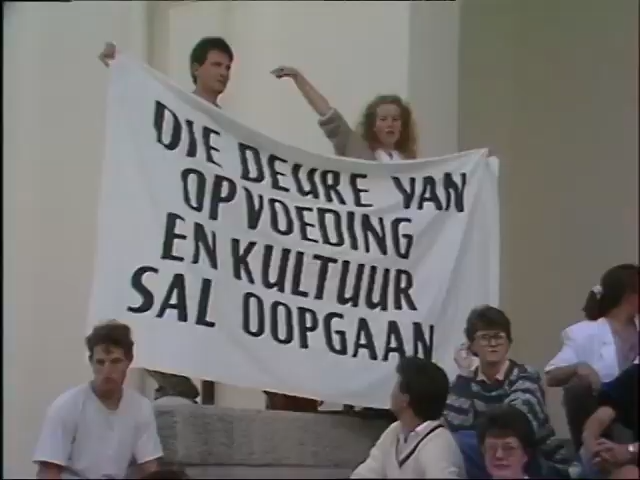 DIE DEURE VAN
OPVOEDING
EN KULTUUR
SAL OOPGAAN